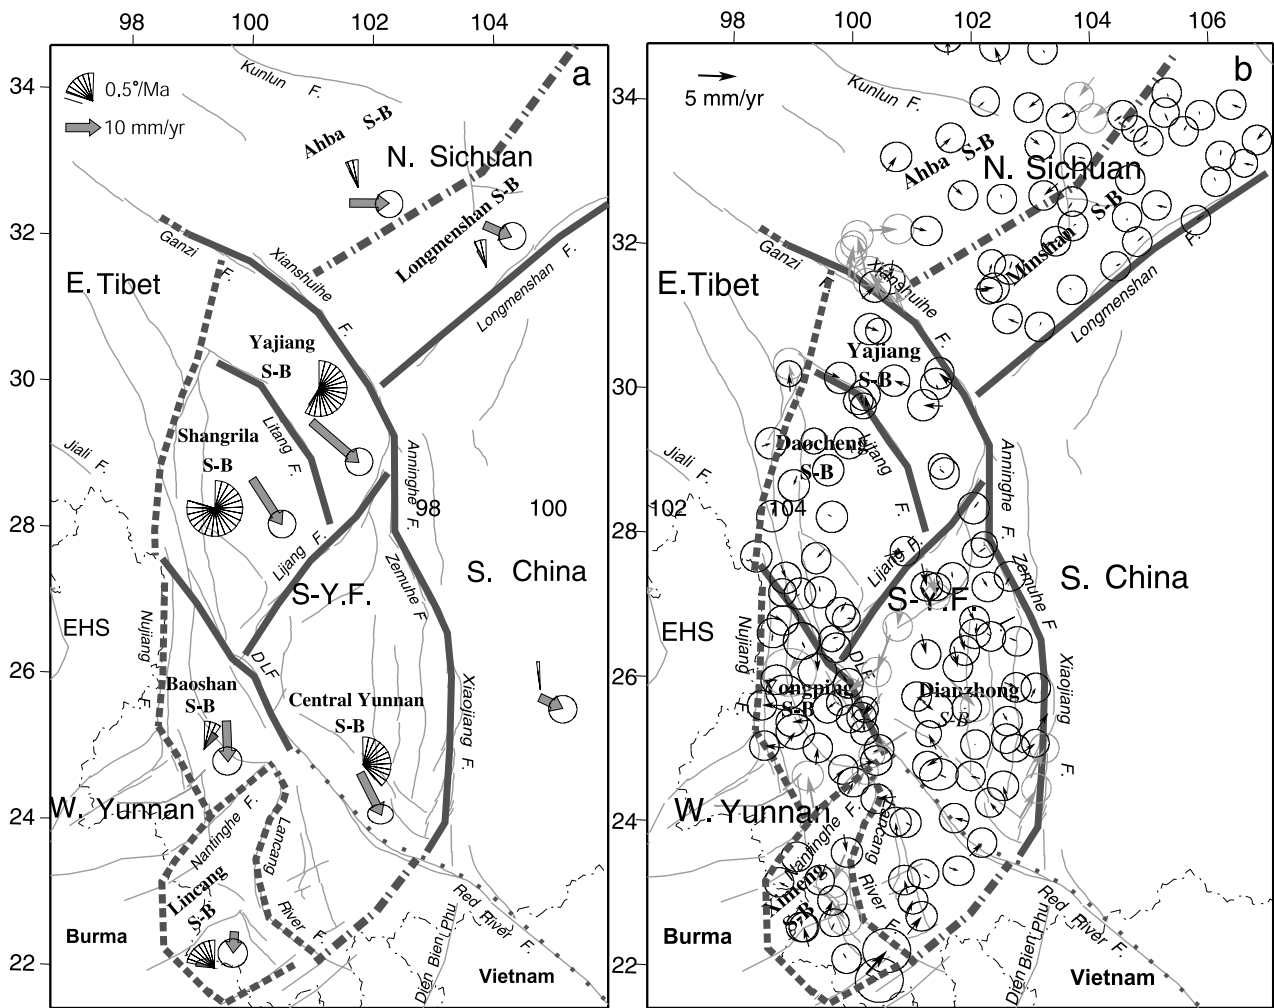 98 100 102 104
98 100 102 104 106
a
0.5°/Ma
10 mm/yr
34
32
30
28
26
24
22
Kunlun F.
Ahba S-B
N. Sichuan
Longmenshan S-B
Ganzi F.
Xianshuihe F.
Longmenshan F.
E. Tibet
Yajiang
S-B
Litang F.
Shangrila
S-B
Jiali F.
Anninghe F.
98 100
Lijiang F.
Zemuhe F.
S. China
S-Y.F.
EHS
Nujiang F.
DLF
Baoshan
S-B
Central Yunnan
S-B
Xiaojiang F.
W. Yunnan
Nantinghe F.
Lancang
River F.
Lincang
S-B
Red River F.
Burma
Dien Bien Phu
Vietnam
b
5 mm/yr
34
32
30
28
26
24
22
Kunlun F.
Ahba S-B
N. Sichuan
Minshan S-B
Ganzi F.
Xianshuihe F.
Longmenshan F.
E. Tibet
Yajiang
S-B
Daocheng
S-B
Litang
F.
Jiali F.
102 104
Anninghe F.
Lijiang F.
Zemuhe F.
S. China
S-Y.F.
EHS
Nujiang F.
DLF
Yongping
S-B
Dianzhong
S-B
Xiaojiang F.
W. Yunnan
Nantinghe F.
Lancang
River F.
Ximeng
S-B
Red River F.
Burma
Dien Bien Phu
Vietnam